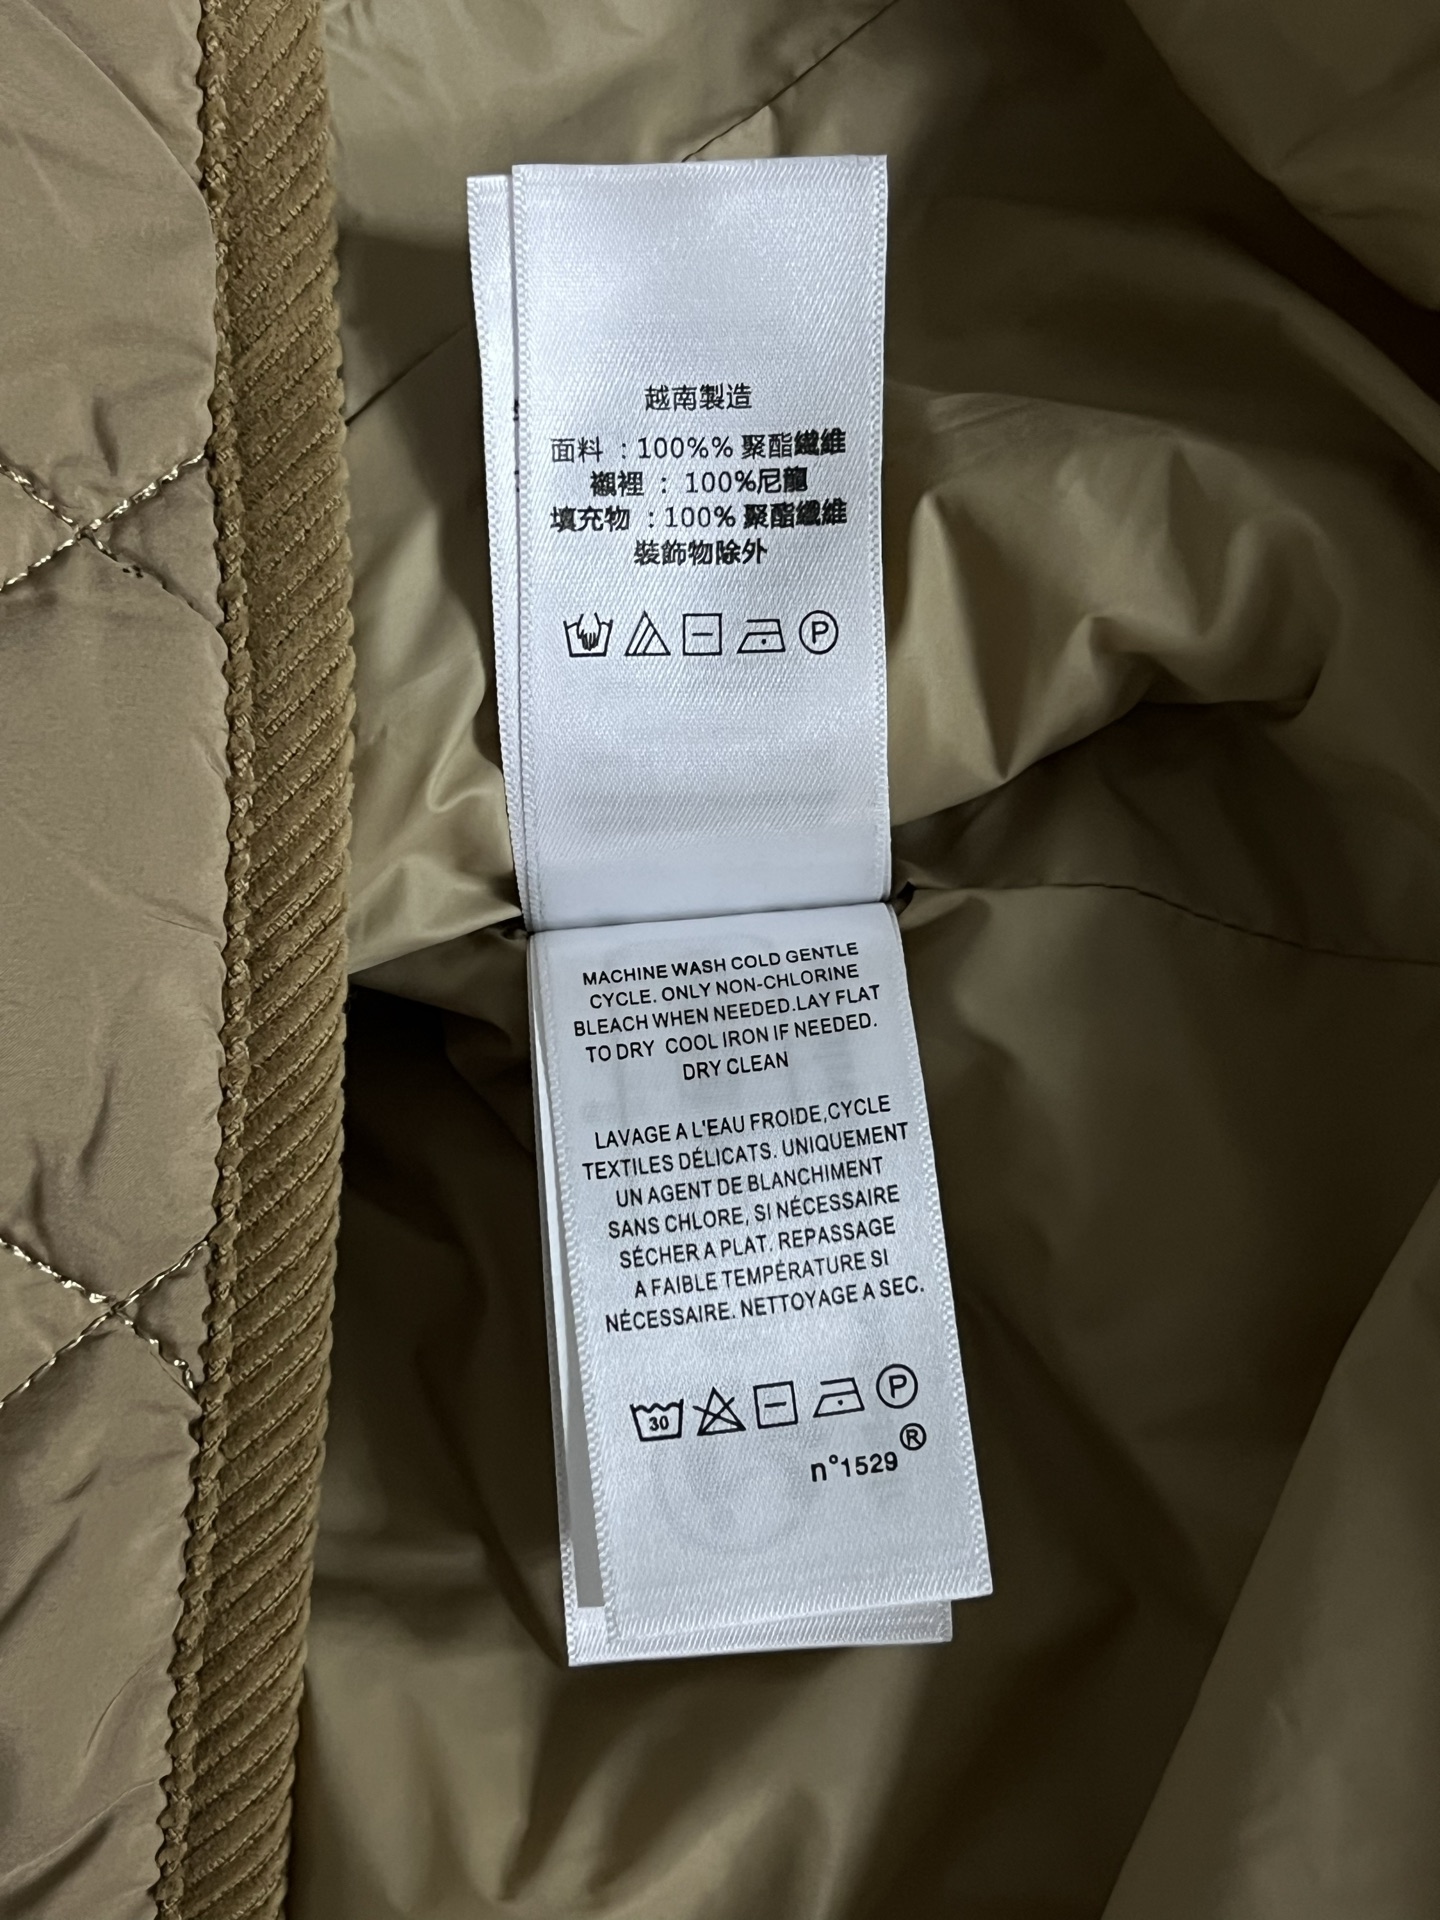 越南製造
面料 :100%% 聚酯纖維
襯裡 : 100%尼龍
填充物 :100% 聚酯纖維
裝飾物除外
P
MACHINE WASH COLD GENTLE
CYCLE. ONLY NON-CHLORINE
BLEACH WHEN NEEDED.LAY FLAT
TO DRY COOL IRON IF NEEDED.
DRY CLEAN
LAVAGE A L'EAU FROIDE,CYCLE
TEXTILES DÉLICATS. UNIQUEMENT
UN AGENT DE BLANCHIMENT
SANS CHLORE, SI NÉCESSAIRE
SÉCHER A PLAT. REPASSAGE
A FAIBLE TEMPÉRATURE SI
NÉCESSAIRE. NETTOYAGE A SEC.
30 P
n°1529®